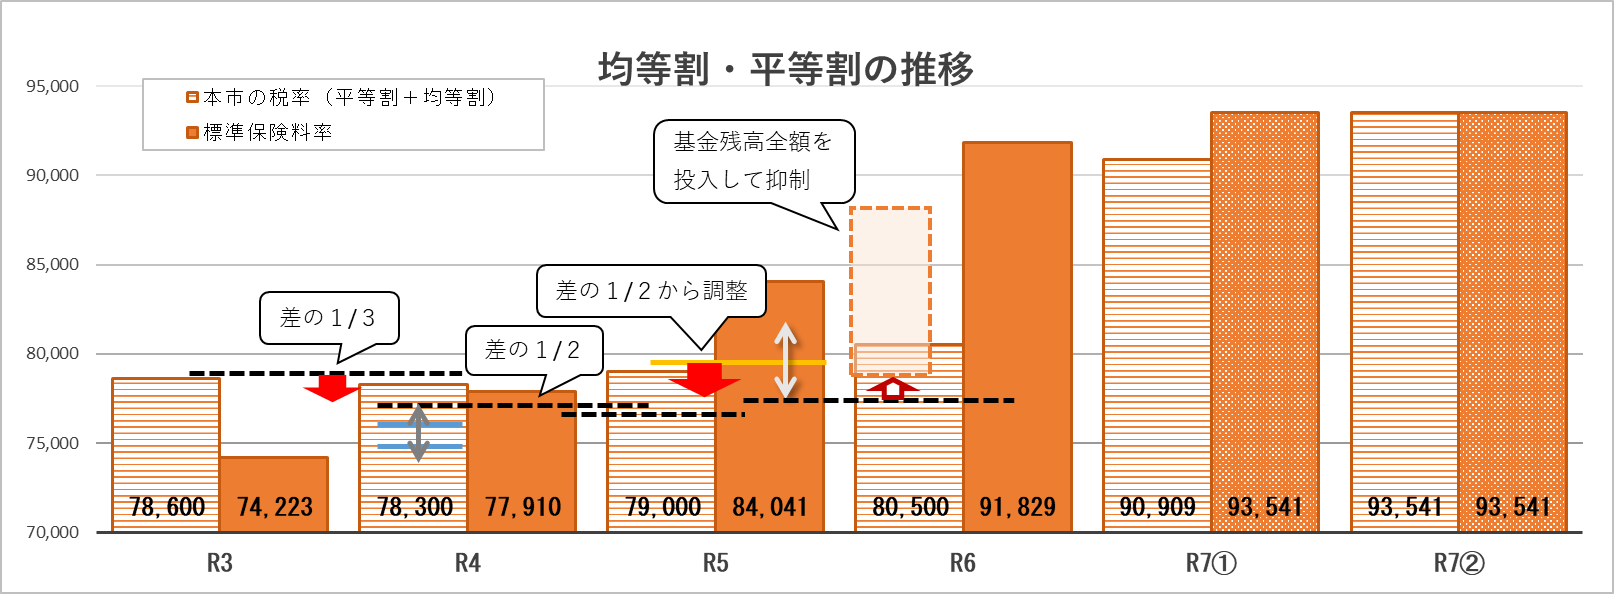 均等割・平等割の推移
本市の税率（平等割＋均等割）
標準保険料率
95,000
90,000
85,000
80,000
75,000
70,000
基金残高全額を
投入して抑制
差の１/３
差の１/２
差の１/２から調整
78,600
74,223
78,300
77,910
79,000
84,041
80,500
91,829
90,909
93,541
93,541
93,541
R3
R4
R5
R6
R7①
R7②